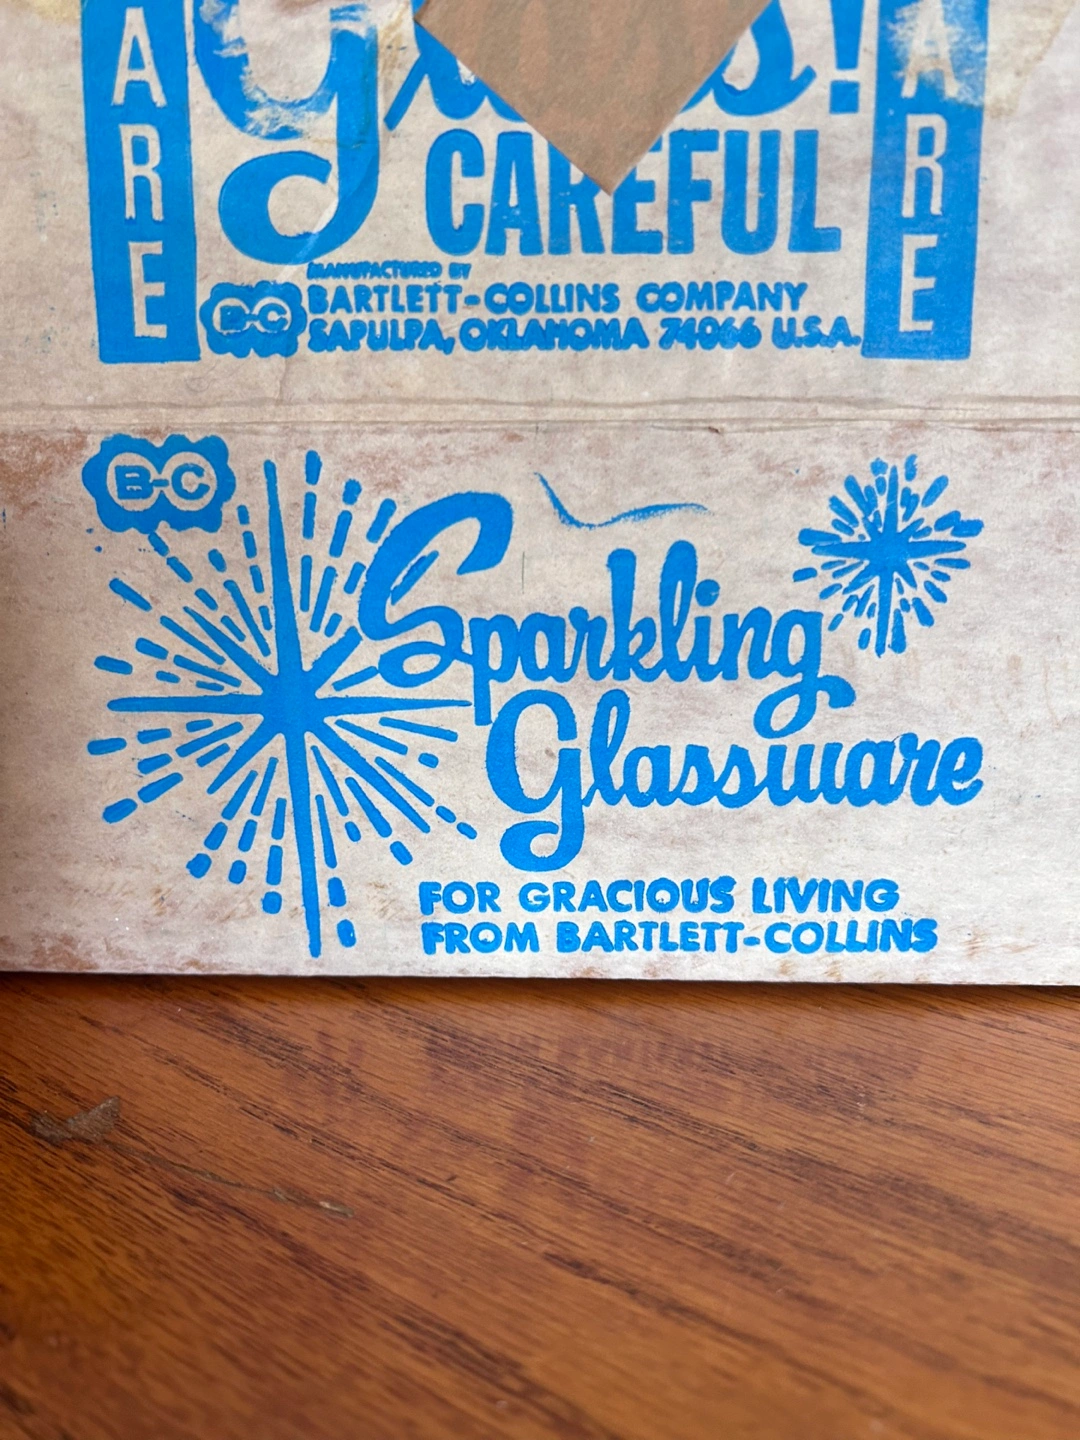 ARE
glass!
ARE
CAREFUL
MANUFACTURED BY
B-C
BARTLETT-COLLINS COMPANY
SAPULPA, OKLAHOMA 74066 U.S.A.
B-C
Sparkling
Glassware
FOR GRACIOUS LIVING
FROM BARTLETT-COLLINS